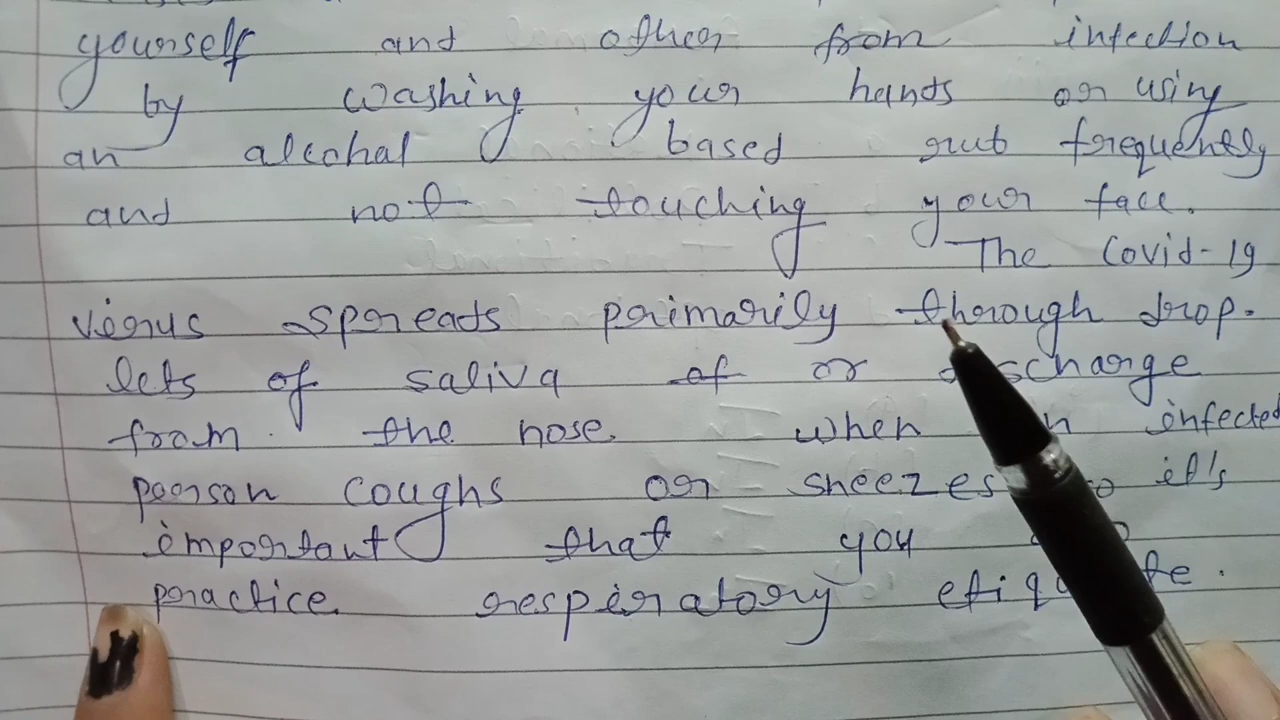 yourself and other from infection
by washing your hands or using
an alcohal based rub frequently
and not touching your face.
The Covid-19
virus spreads primarily through drop-
lets of saliva of or discharge
from the nose. when infected
person coughs or sneezes it's
important that you
practice respiratory